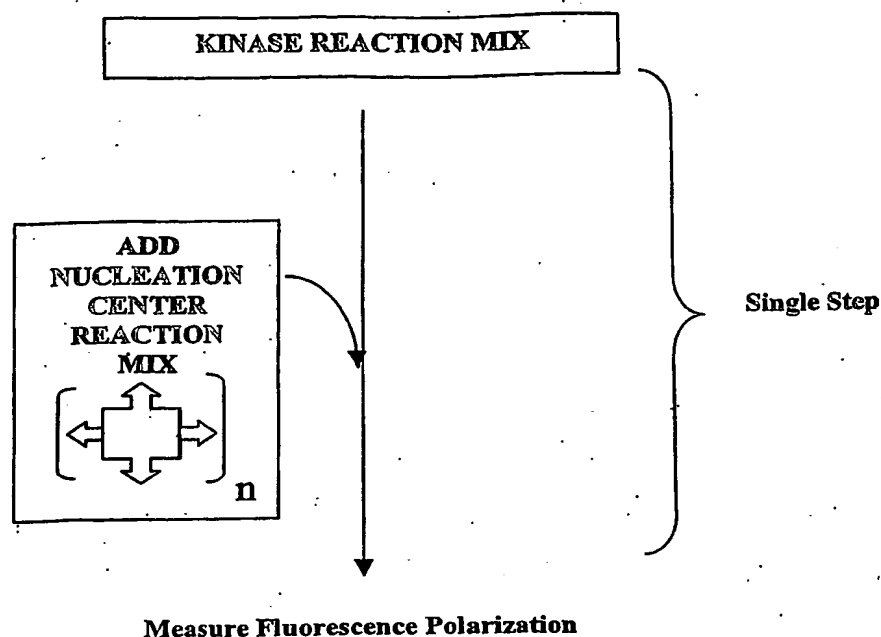 KINASE REACTION MIX
ADD
NUCLEATION
CENTER
REACTION
MIX
n
Single Step
Measure Fluorescence Polarization